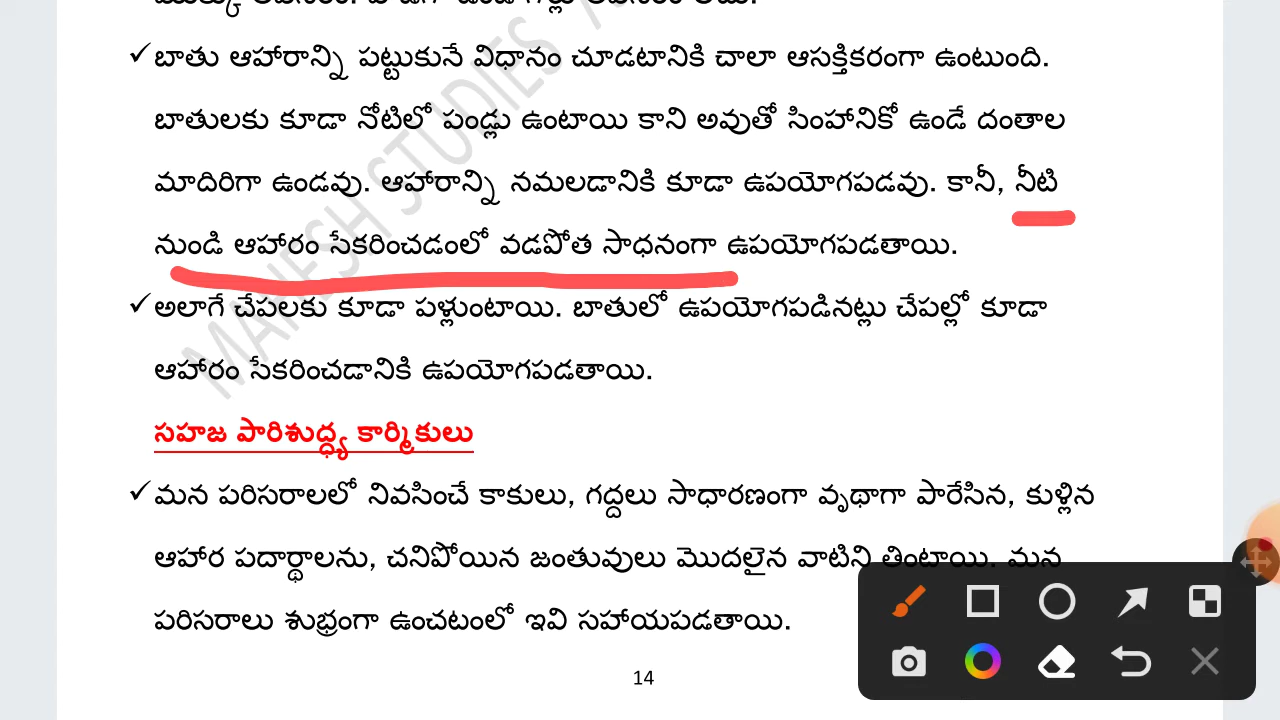 బాతు ఆహారాన్ని పట్టుకునే విధానం చూడటానికి చాలా ఆసక్తికరంగా ఉంటుంది.
బాతులకు కూడా నోటిలో పండ్లు ఉంటాయి కాని అవుతో సింహానికో ఉండే దంతాల
మాదిరిగా ఉండవు. ఆహారాన్ని నమలడానికి కూడా ఉపయోగపడవు. కానీ, నీటి
నుండి ఆహారం సేకరించడంలో వడపోత సాధనంగా ఉపయోగపడతాయి.
అలాగే చేపలకు కూడా పళ్లుంటాయి. బాతులో ఉపయోగపడినట్లు చేపల్లో కూడా
ఆహారం సేకరించడానికి ఉపయోగపడతాయి.
సహజ పారిశుద్ధ్య కార్మికులు
మన పరిసరాలలో నివసించే కాకులు, గద్దలు సాధారణంగా వృథాగా పారేసిన, కుళ్లిన
ఆహార పదార్థాలను, చనిపోయిన జంతువులు మొదలైన వాటిని తింటాయి. మన
పరిసరాలు శుభ్రంగా ఉంచటంలో ఇవి సహాయపడతాయి.
14
MAHESH STUDIES